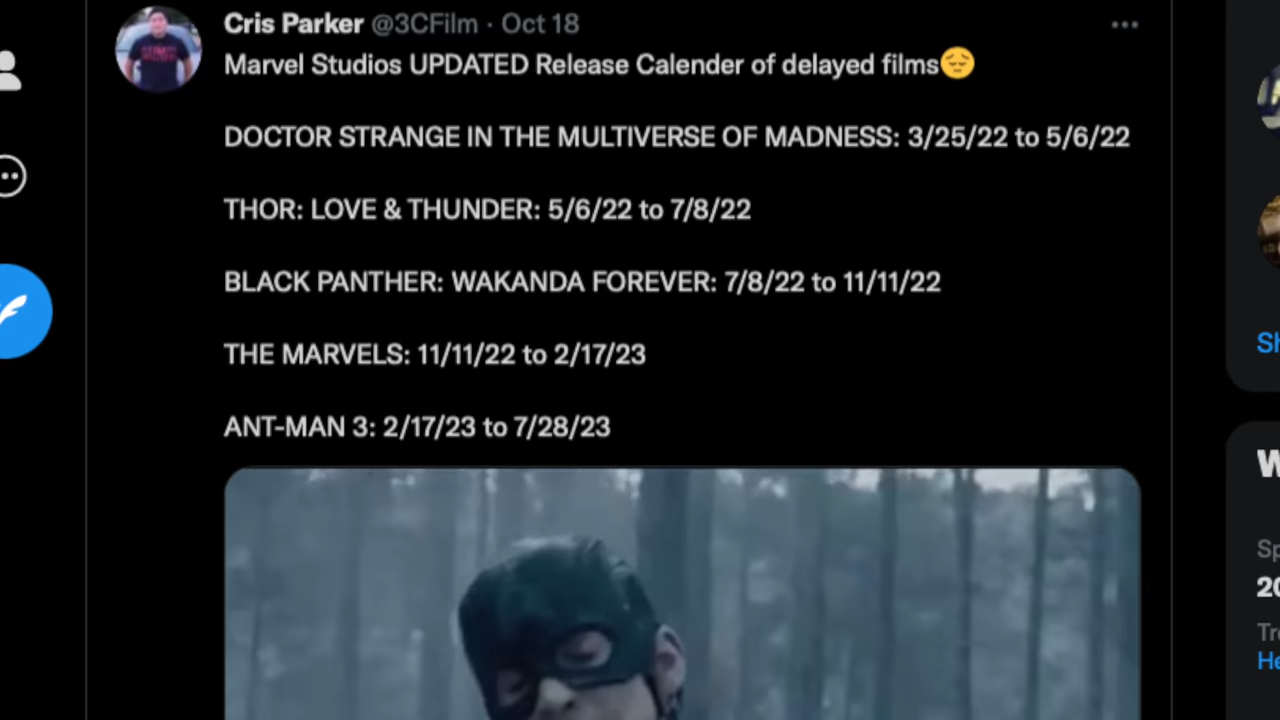 Cris Parker @3CFilm · Oct 18
Marvel Studios UPDATED Release Calender of delayed films😔
DOCTOR STRANGE IN THE MULTIVERSE OF MADNESS: 3/25/22 to 5/6/22
THOR: LOVE & THUNDER: 5/6/22 to 7/8/22
BLACK PANTHER: WAKANDA FOREVER: 7/8/22 to 11/11/22
THE MARVELS: 11/11/22 to 2/17/23
ANT-MAN 3: 2/17/23 to 7/28/23